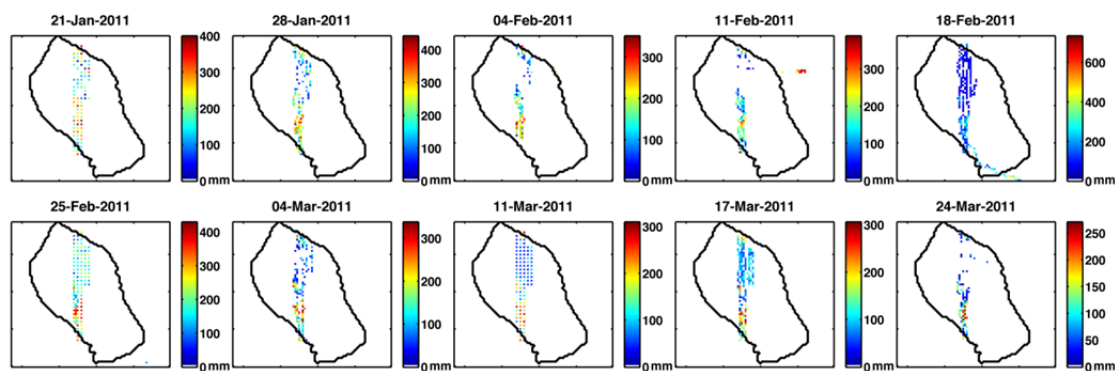 21-Jan-2011 28-Jan-2011 04-Feb-2011 11-Feb-2011 18-Feb-2011
400 300 200 100 0 mm
400 300 200 100 0 mm
300 200 100 0 mm
300 200 100 0 mm
600 400 200 0 mm
25-Feb-2011 04-Mar-2011 11-Mar-2011 17-Mar-2011 24-Mar-2011
400 300 200 100 0 mm
300 200 100 0 mm
300 200 100 0 mm
300 200 100 0 mm
250 200 150 100 50 0 mm